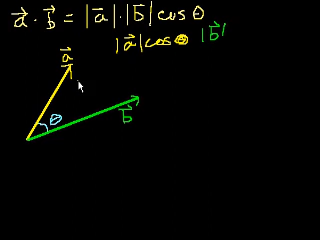 a⃗ · b⃗ = |a⃗| · |b⃗| cos θ
|a⃗| cos θ |b⃗|
a⃗
θ
b⃗